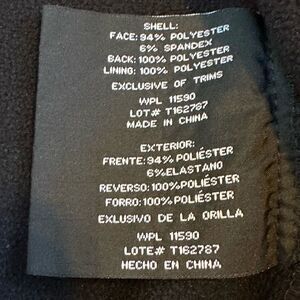 SHELL:
FACE: 94% POLYESTER
6% SPANDEX
BACK: 100% POLYESTER
LINING: 100% POLYESTER
EXCLUSIVE OF TRIMS
WPL 11590
LOT# T162787
MADE IN CHINA
EXTERIOR:
FRENTE: 94% POLIÉSTER
6%ELASTANO
REVERSO: 100% POLIÉSTER
FORRO: 100% POLIÉSTER
EXLUSIVO DE LA ORILLA
WPL 11590
LOTE# T162787
HECHO EN CHINA